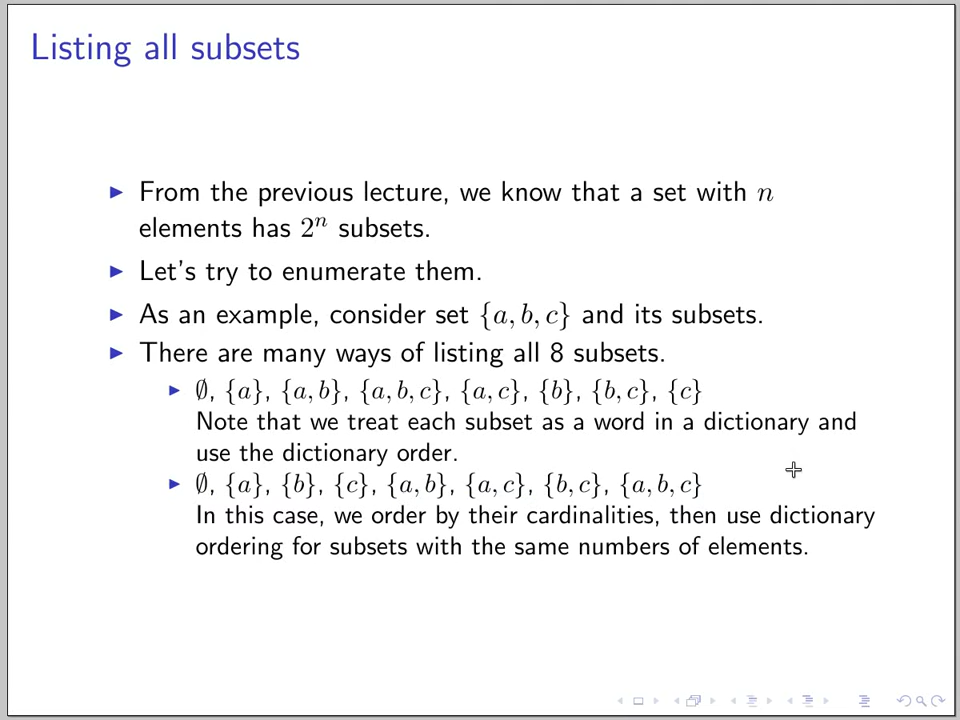 Listing all subsets
▶ From the previous lecture, we know that a set with n
elements has 2ⁿ subsets.
▶ Let's try to enumerate them.
▶ As an example, consider set {a, b, c} and its subsets.
▶ There are many ways of listing all 8 subsets.
▶ ∅, {a}, {a, b}, {a, b, c}, {a, c}, {b}, {b, c}, {c}
Note that we treat each subset as a word in a dictionary and
use the dictionary order.
▶ ∅, {a}, {b}, {c}, {a, b}, {a, c}, {b, c}, {a, b, c}
In this case, we order by their cardinalities, then use dictionary
ordering for subsets with the same numbers of elements.